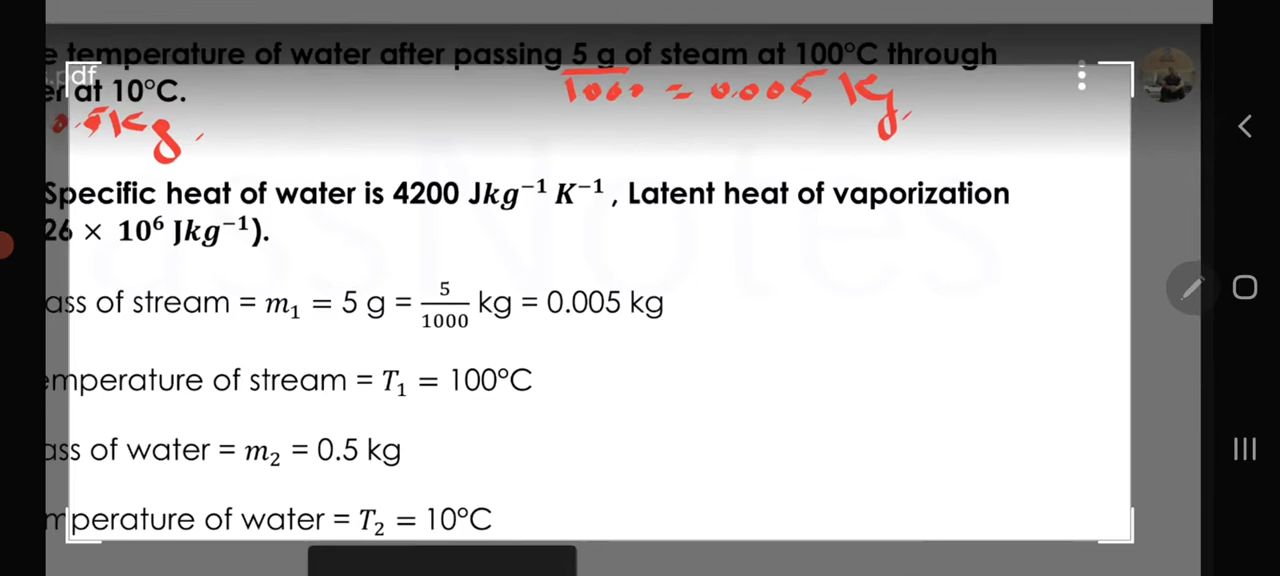 e temperature of water after passing 5 g of steam at 100°C through
er at 10°C.
1000 = 0.005 Kg.
0.5Kg.
Specific heat of water is 4200 Jkg⁻¹ K⁻¹, Latent heat of vaporization
26 × 10⁶ Jkg⁻¹).
ass of stream = m₁ = 5 g = 5/1000 kg = 0.005 kg
emperature of stream = T₁ = 100°C
ass of water = m₂ = 0.5 kg
mperature of water = T₂ = 10°C